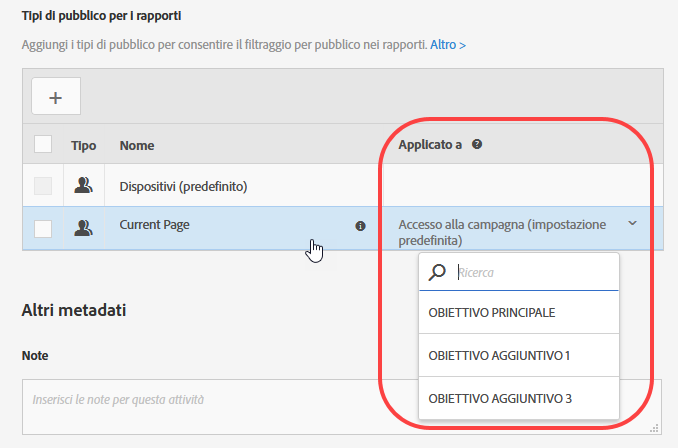 Tipi di pubblico per i rapporti
Aggiungi i tipi di pubblico per consentire il filtraggio per pubblico nei rapporti. Altro >
+
Tipo Nome Applicato a ?
Dispositivi (predefinito)
Current Page i Accesso alla campagna (impostazione
predefinita)
Ricerca
OBIETTIVO PRINCIPALE
OBIETTIVO AGGIUNTIVO 1
OBIETTIVO AGGIUNTIVO 3
Altri metadati
Note
Inserisci le note per questa attività